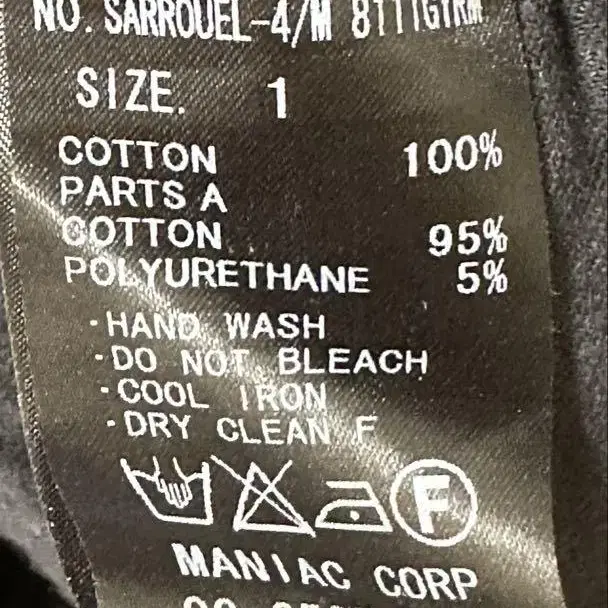 NO. SARROUEL-4/M
SIZE. 1
COTTON 100%
PARTS A
COTTON 95%
POLYURETHANE 5%
·HAND WASH
·DO NOT BLEACH
·COOL IRON
·DRY CLEAN F
F
MANIAC CORP